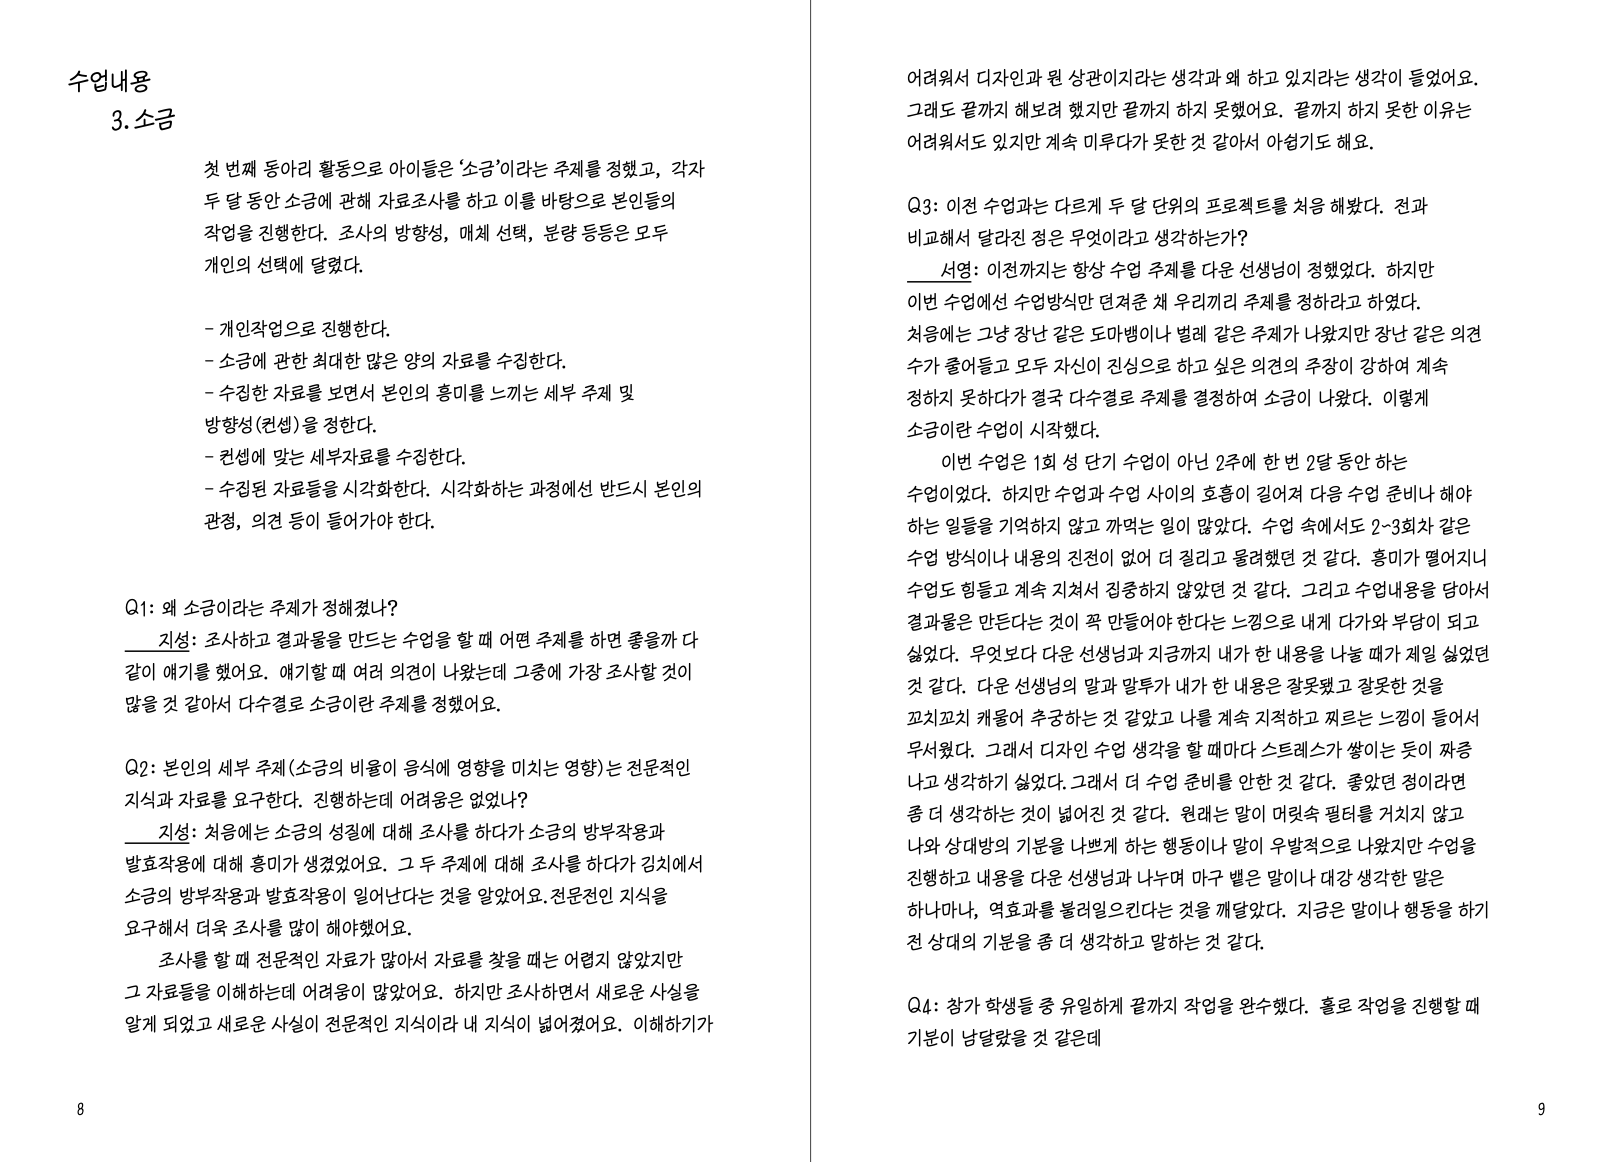 수업내용
3. 소금
첫 번째 동아리 활동으로 아이들은 ‘소금’이라는 주제를 정했고, 각자
두 달 동안 소금에 관해 자료조사를 하고 이를 바탕으로 본인들의
작업을 진행한다. 조사의 방향성, 매체 선택, 분량 등등은 모두
개인의 선택에 달렸다.
- 개인작업으로 진행한다.
- 소금에 관한 최대한 많은 양의 자료를 수집한다.
- 수집한 자료를 보면서 본인의 흥미를 느끼는 세부 주제 및
방향성(컨셉)을 정한다.
- 컨셉에 맞는 세부자료를 수집한다.
- 수집된 자료들을 시각화한다. 시각화하는 과정에선 반드시 본인의
관점, 의견 등이 들어가야 한다.
Q1: 왜 소금이라는 주제가 정해졌나?
지성: 조사하고 결과물을 만드는 수업을 할 때 어떤 주제를 하면 좋을까 다
같이 얘기를 했어요. 얘기할 때 여러 의견이 나왔는데 그중에 가장 조사할 것이
많을 것 같아서 다수결로 소금이란 주제를 정했어요.
Q2: 본인의 세부 주제(소금의 비율이 음식에 영향을 미치는 영향)는 전문적인
지식과 자료를 요구한다. 진행하는데 어려움은 없었나?
지성: 처음에는 소금의 성질에 대해 조사를 하다가 소금의 방부작용과
발효작용에 대해 흥미가 생겼었어요. 그 두 주제에 대해 조사를 하다가 김치에서
소금의 방부작용과 발효작용이 일어난다는 것을 알았어요.전문전인 지식을
요구해서 더욱 조사를 많이 해야했어요.
조사를 할 때 전문적인 자료가 많아서 자료를 찾을 때는 어렵지 않았지만
그 자료들을 이해하는데 어려움이 많았어요. 하지만 조사하면서 새로운 사실을
알게 되었고 새로운 사실이 전문적인 지식이라 내 지식이 넓어졌어요. 이해하기가
8
어려워서 디자인과 뭔 상관이지라는 생각과 왜 하고 있지라는 생각이 들었어요.
그래도 끝까지 해보려 했지만 끝까지 하지 못했어요. 끝까지 하지 못한 이유는
어려워서도 있지만 계속 미루다가 못한 것 같아서 아쉽기도 해요.
Q3: 이전 수업과는 다르게 두 달 단위의 프로젝트를 처음 해봤다. 전과
비교해서 달라진 점은 무엇이라고 생각하는가?
서영: 이전까지는 항상 수업 주제를 다운 선생님이 정했었다. 하지만
이번 수업에선 수업방식만 던져준 채 우리끼리 주제를 정하라고 하였다.
처음에는 그냥 장난 같은 도마뱀이나 벌레 같은 주제가 나왔지만 장난 같은 의견
수가 줄어들고 모두 자신이 진심으로 하고 싶은 의견의 주장이 강하여 계속
정하지 못하다가 결국 다수결로 주제를 결정하여 소금이 나왔다. 이렇게
소금이란 수업이 시작했다.
이번 수업은 1회 성 단기 수업이 아닌 2주에 한 번 2달 동안 하는
수업이었다. 하지만 수업과 수업 사이의 호흡이 길어져 다음 수업 준비나 해야
하는 일들을 기억하지 않고 까먹는 일이 많았다. 수업 속에서도 2~3회차 같은
수업 방식이나 내용의 진전이 없어 더 질리고 물려했던 것 같다. 흥미가 떨어지니
수업도 힘들고 계속 지쳐서 집중하지 않았던 것 같다. 그리고 수업내용을 담아서
결과물은 만든다는 것이 꼭 만들어야 한다는 느낌으로 내게 다가와 부담이 되고
싫었다. 무엇보다 다운 선생님과 지금까지 내가 한 내용을 나눌 때가 제일 싫었던
것 같다. 다운 선생님의 말과 말투가 내가 한 내용은 잘못됐고 잘못한 것을
꼬치꼬치 캐물어 추궁하는 것 같았고 나를 계속 지적하고 찌르는 느낌이 들어서
무서웠다. 그래서 디자인 수업 생각을 할 때마다 스트레스가 쌓이는 듯이 짜증
나고 생각하기 싫었다.그래서 더 수업 준비를 안한 것 같다. 좋았던 점이라면
좀 더 생각하는 것이 넓어진 것 같다. 원래는 말이 머릿속 필터를 거치지 않고
나와 상대방의 기분을 나쁘게 하는 행동이나 말이 우발적으로 나왔지만 수업을
진행하고 내용을 다운 선생님과 나누며 마구 뱉은 말이나 대강 생각한 말은
하나마나, 역효과를 불러일으킨다는 것을 깨달았다. 지금은 말이나 행동을 하기
전 상대의 기분을 좀 더 생각하고 말하는 것 같다.
Q4: 참가 학생들 중 유일하게 끝까지 작업을 완수했다. 홀로 작업을 진행할 때
기분이 남달랐을 것 같은데
9